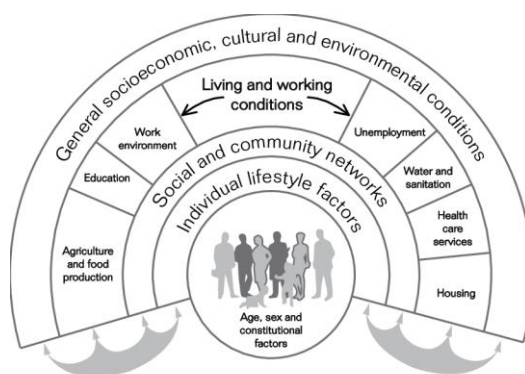 General socioeconomic, cultural and environmental conditions
Living and working
conditions
Work
environment
Unemployment
Education
Water and
sanitation
Agriculture
and food
production
Health
care
services
Housing
Social and community networks
Individual lifestyle factors
Age, sex and
constitutional
factors